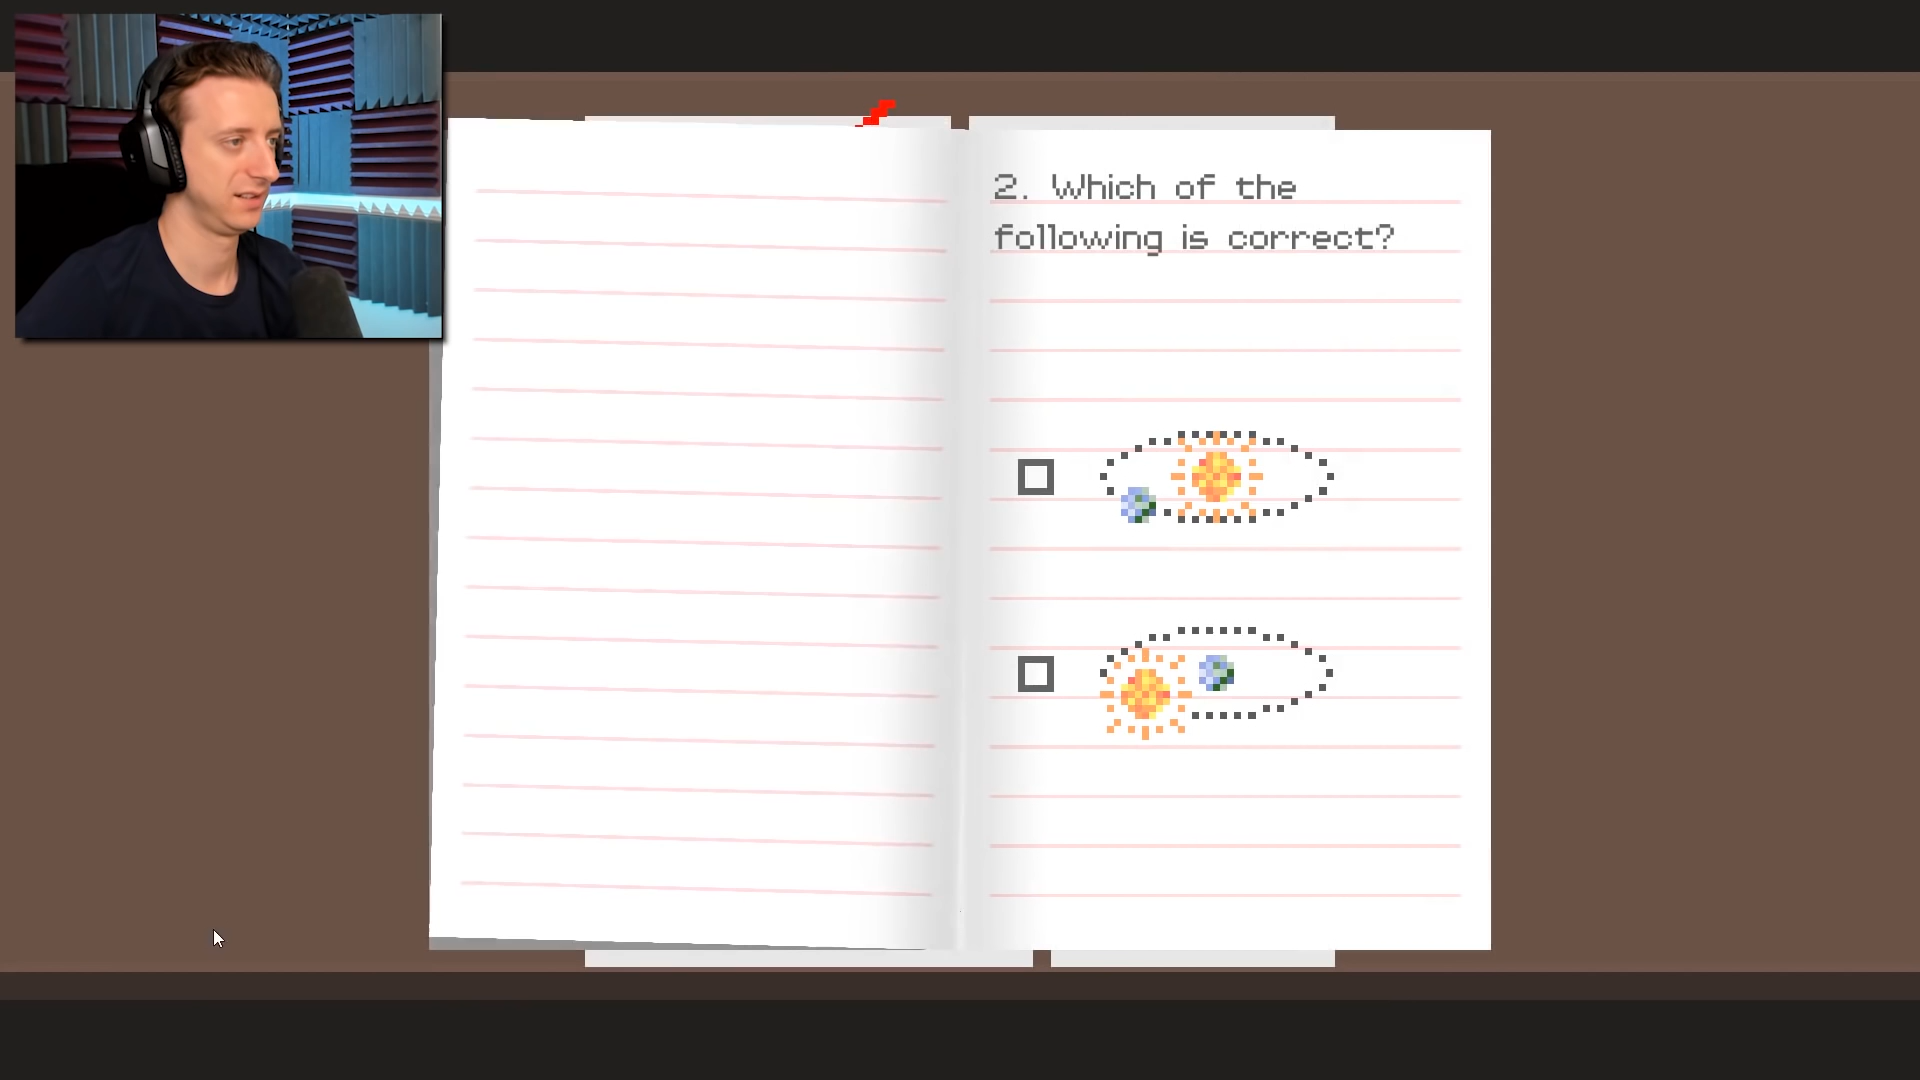 2. Which of the
following is correct?